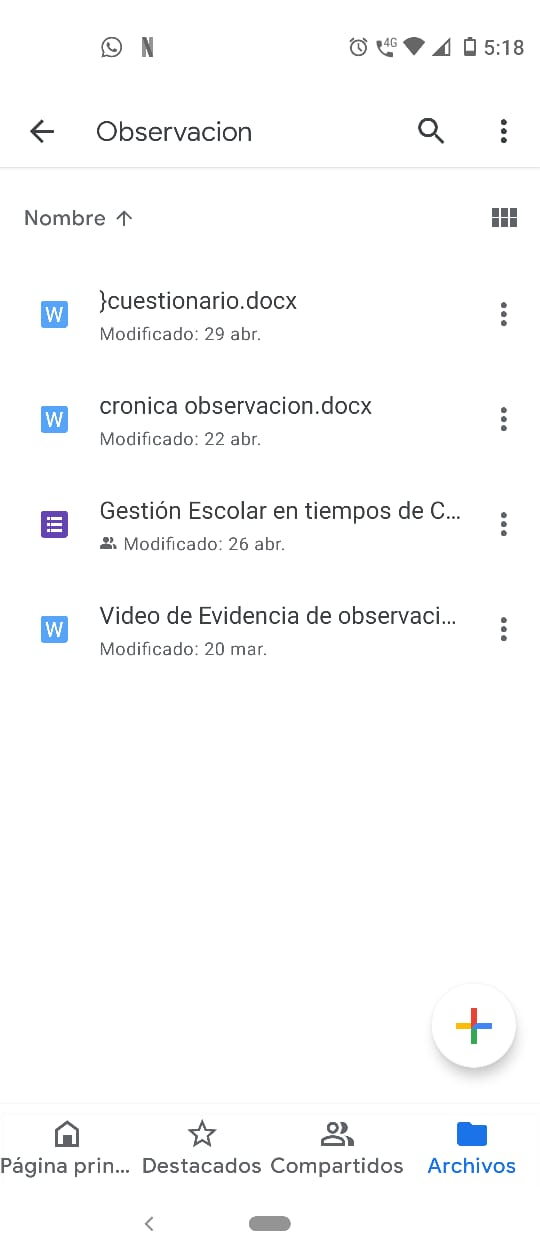 4G 5:18
Observacion
Nombre
}cuestionario.docx
Modificado: 29 abr.
cronica observacion.docx
Modificado: 22 abr.
Gestión Escolar en tiempos de C...
Modificado: 26 abr.
Video de Evidencia de observaci...
Modificado: 20 mar.
Página prin... Destacados Compartidos Archivos